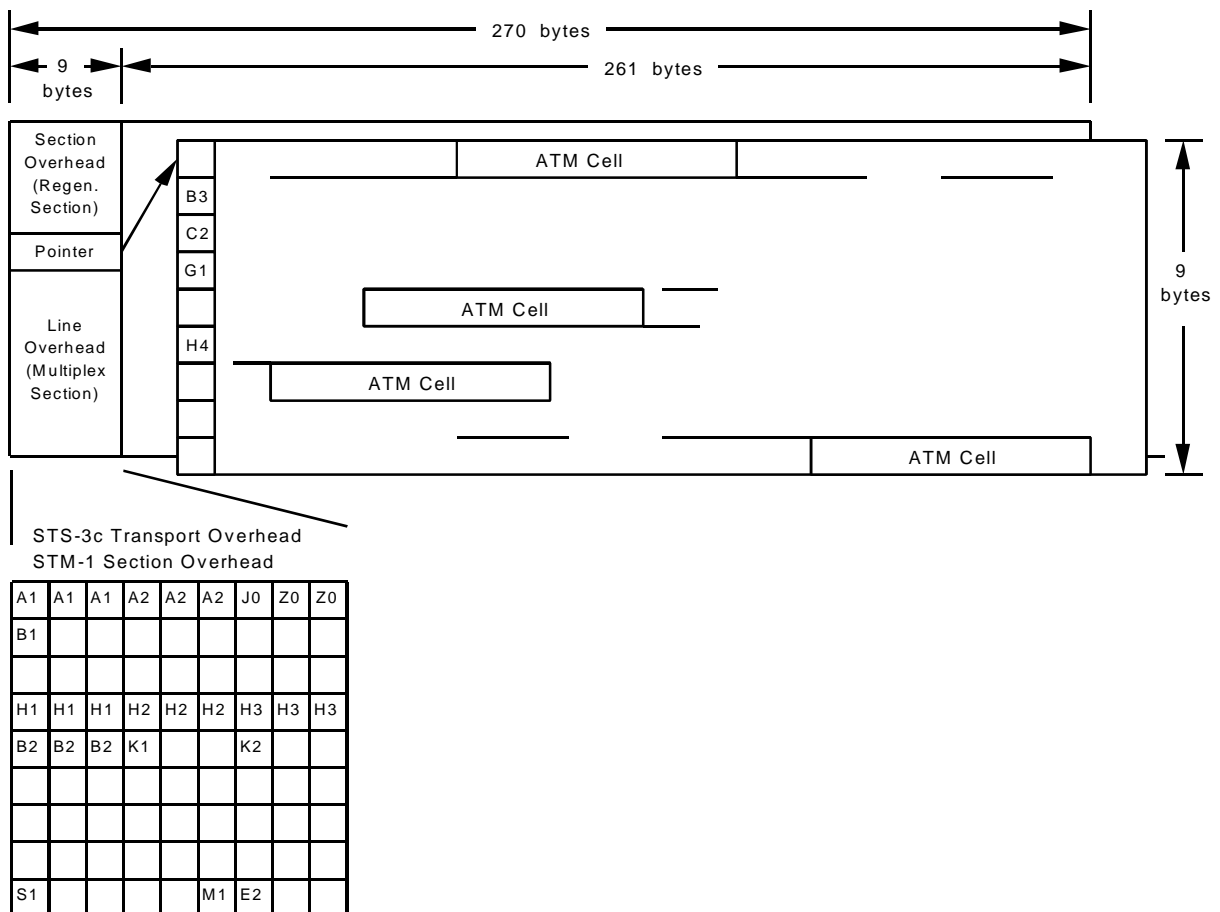 270 bytes
9
bytes
261 bytes
Section
Overhead
(Regen.
Section)
Pointer
Line
Overhead
(Multiplex
Section)
ATM Cell
B3
C2
G1
ATM Cell
H4
ATM Cell
ATM Cell
9
bytes
STS-3c Transport Overhead
STM-1 Section Overhead
A1 A1 A1 A2 A2 A2 J0 Z0 Z0
B1
H1 H1 H1 H2 H2 H2 H3 H3 H3
B2 B2 B2 K1 K2
S1 M1 E2